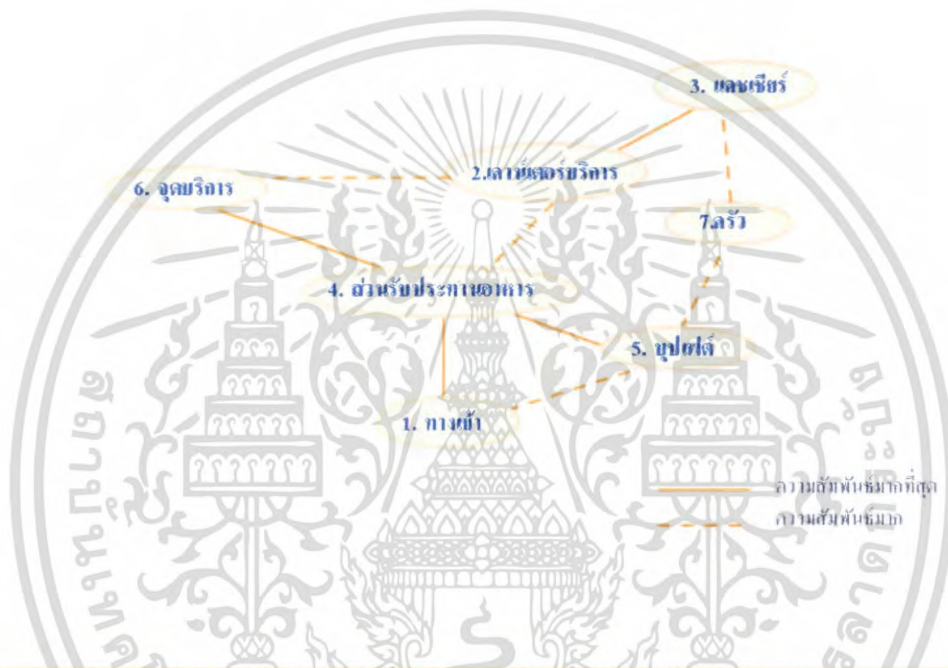 3. แคชเชียร์
2.เคาน์เตอร์บริการ
6. จุดบริการ
7.ครัว
4. ส่วนรับประทานอาหาร
5. บุปเฟต์
1. ทางเข้า
ความสัมพันธ์มากที่สุด
ความสัมพันธ์มาก